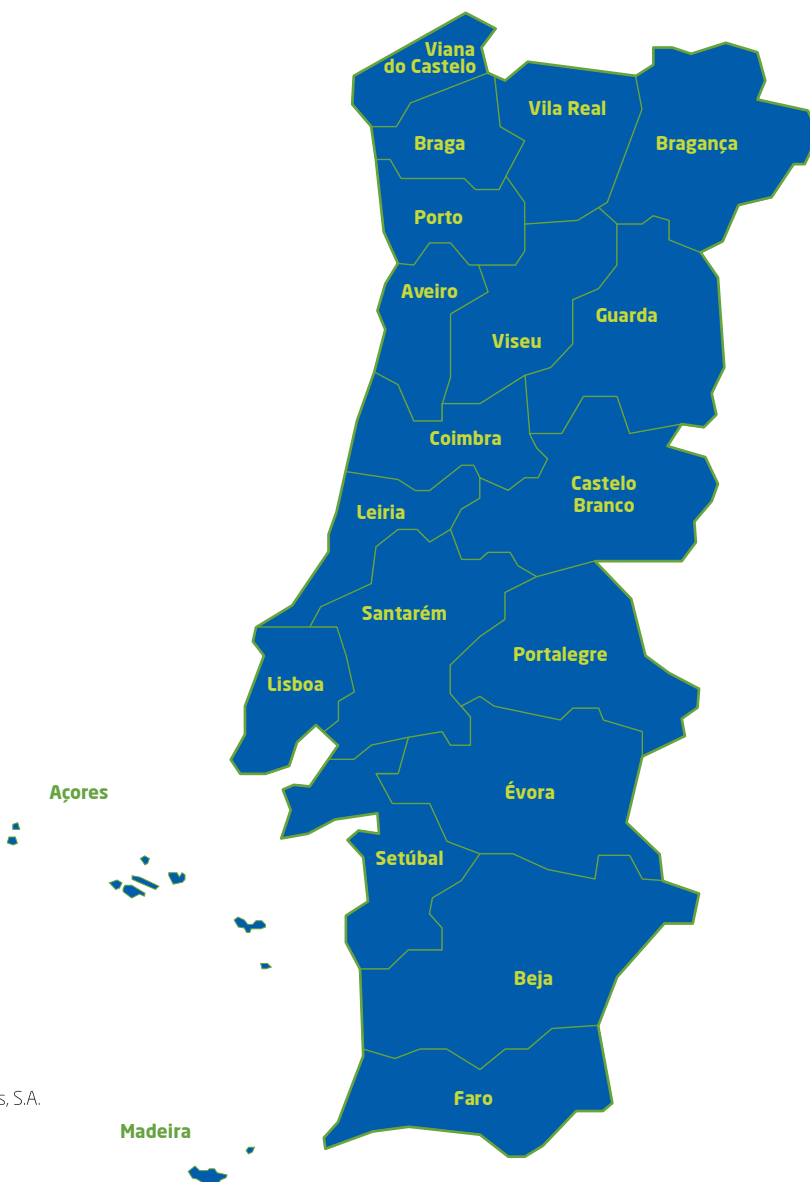 Viana
do Castelo
Vila Real
Braga
Bragança
Porto
Aveiro
Guarda
Viseu
Coimbra
Castelo
Branco
Leiria
Santarém
Portalegre
Lisboa
Açores
Évora
Setúbal
Beja
s, S.A.
Faro
Madeira